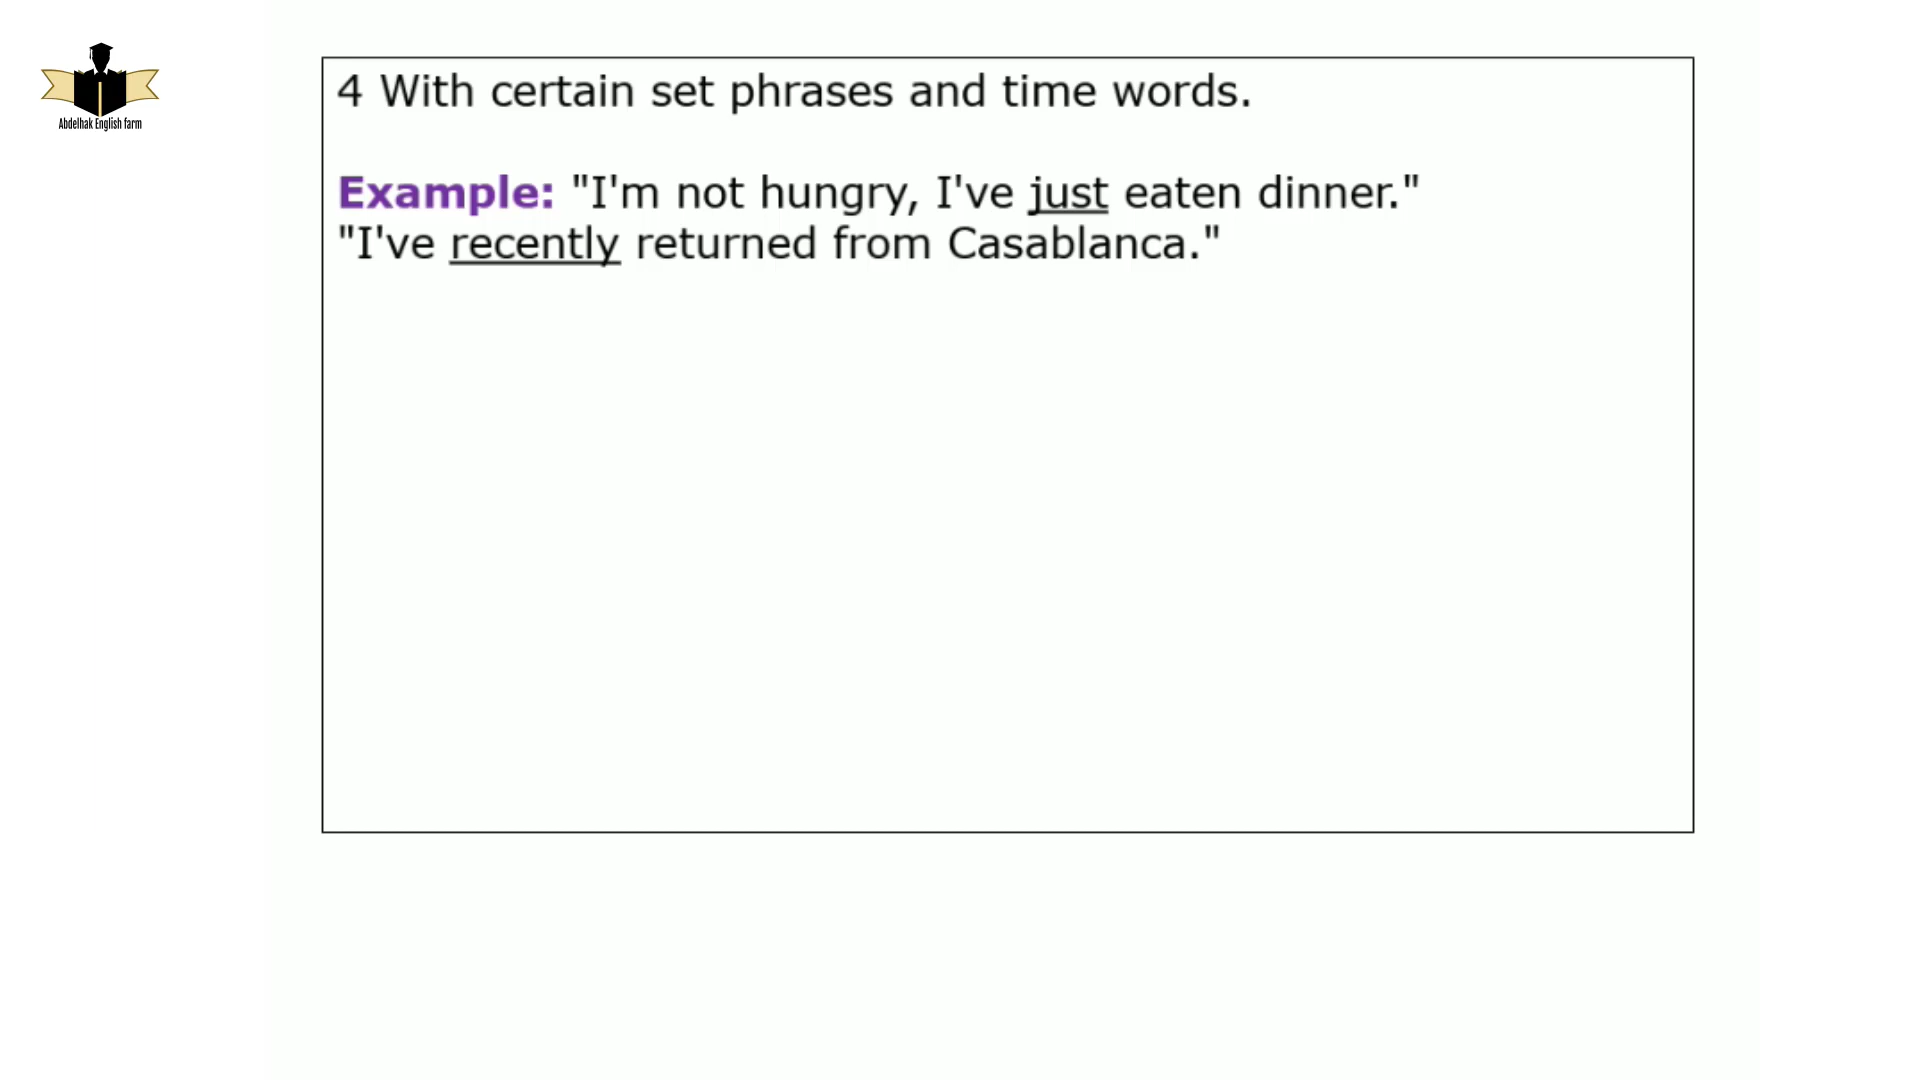 Abdelhak English farm
4 With certain set phrases and time words.
Example: "I'm not hungry, I've just eaten dinner."
"I've recently returned from Casablanca."